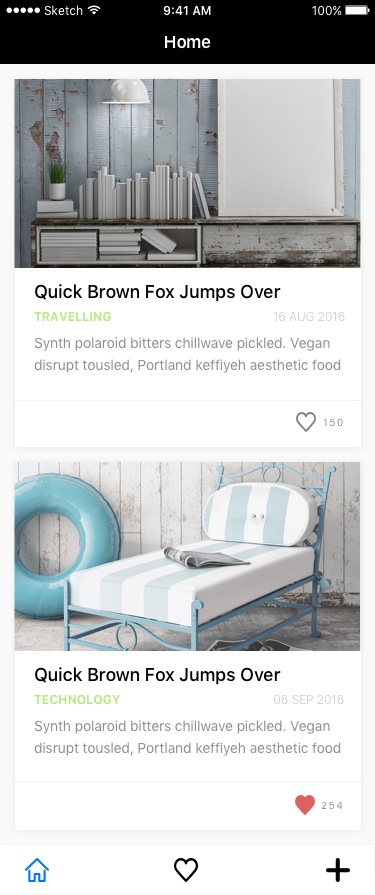 Sketch 9:41 AM 100%
Home
Quick Brown Fox Jumps Over
TRAVELLING 16 AUG 2016
Synth polaroid bitters chillwave pickled. Vegan
disrupt tousled, Portland keffiyeh aesthetic food
150
Quick Brown Fox Jumps Over
TECHNOLOGY 06 SEP 2016
Synth polaroid bitters chillwave pickled. Vegan
disrupt tousled, Portland keffiyeh aesthetic food
254